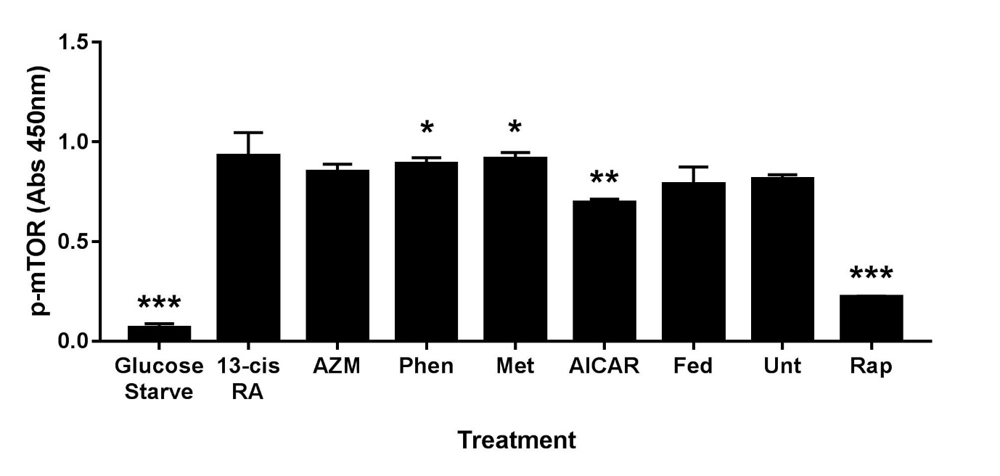 1.5
1.0
0.5
0.0
p-mTOR (Abs 450nm)
***
*
*
**
***
Glucose Starve
13-cis RA
AZM
Phen
Met
AICAR
Fed
Unt
Rap
Treatment